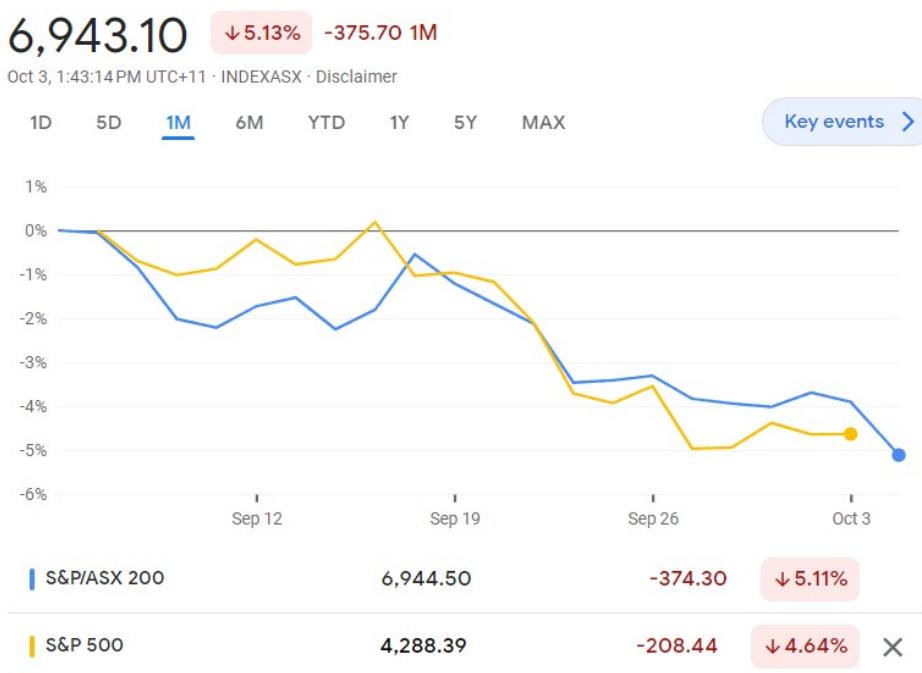 6,943.10 ↓5.13% -375.70 1M
Oct 3, 1:43:14 PM UTC+11 · INDEXASX · Disclaimer
1D 5D 1M 6M YTD 1Y 5Y MAX Key events
1%
0%
-1%
-2%
-3%
-4%
-5%
-6%
Sep 12 Sep 19 Sep 26 Oct 3
S&P/ASX 200 6,944.50 -374.30 ↓5.11%
S&P 500 4,288.39 -208.44 ↓4.64%